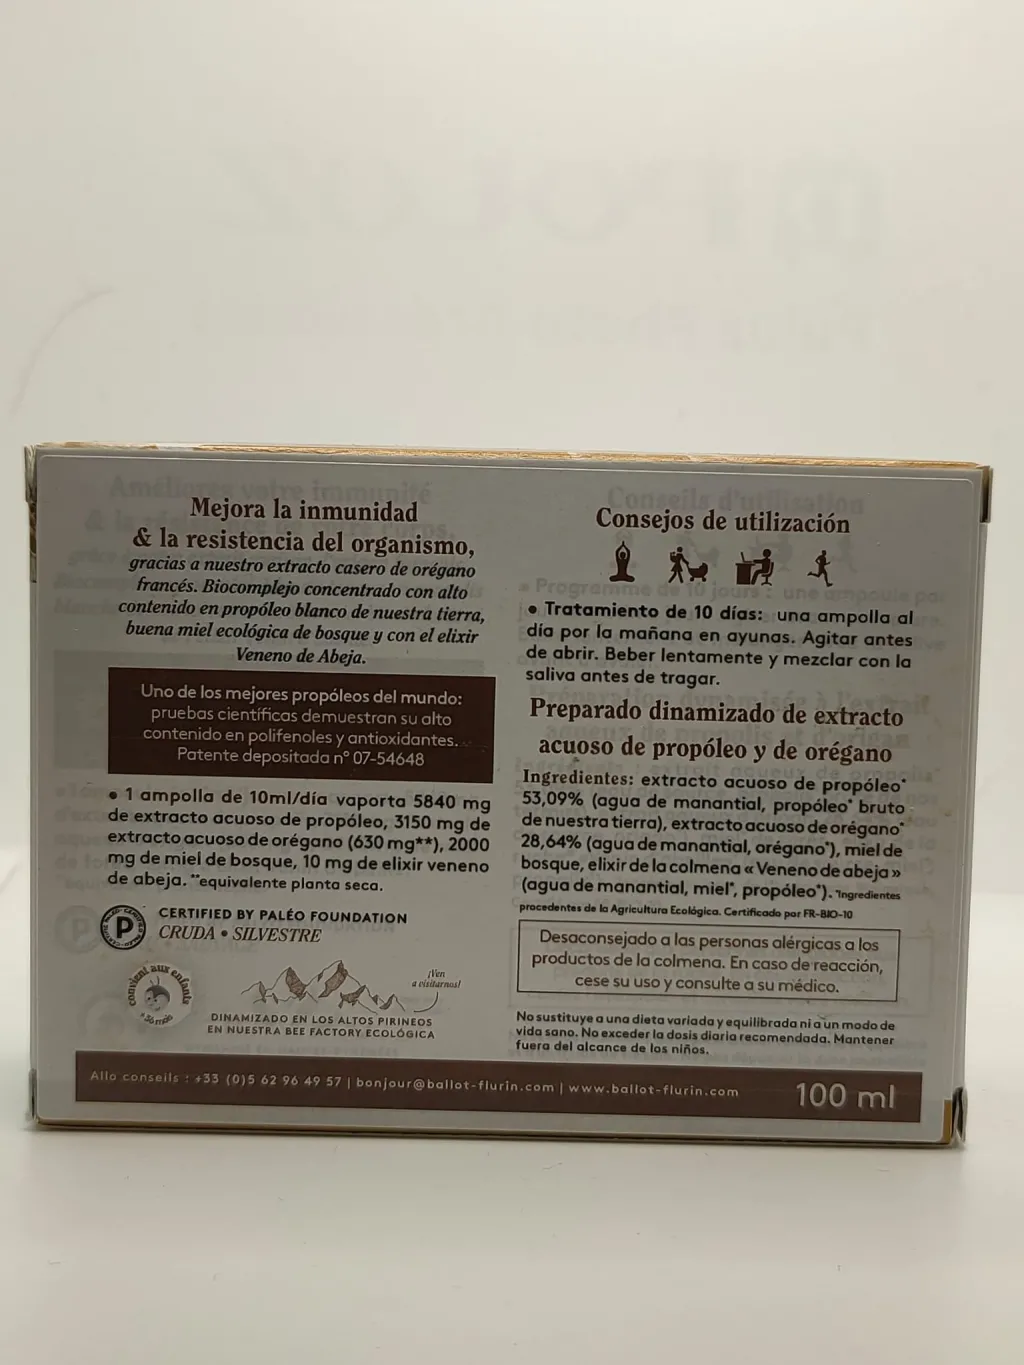 Mejora la inmunidad
& la resistencia del organismo,
gracias a nuestro extracto casero de orégano
francés. Biocomplejo concentrado con alto
contenido en propóleo blanco de nuestra tierra,
buena miel ecológica de bosque y con el elixir
Veneno de Abeja.
Uno de los mejores propóleos del mundo:
pruebas científicas demuestran su alto
contenido en polifenoles y antioxidantes.
Patente depositada n° 07-54648
• 1 ampolla de 10ml/día vaporta 5840 mg
de extracto acuoso de propóleo, 3150 mg de
extracto acuoso de orégano (630 mg**), 2000
mg de miel de bosque, 10 mg de elixir veneno
de abeja. **equivalente planta seca.
CERTIFIED BY PALÉO FOUNDATION
CRUDA • SILVESTRE
convient aux enfants
¡Ven
a visitarnos!
DINAMIZADO EN LOS ALTOS PIRINEOS
EN NUESTRA BEE FACTORY ECOLÓGICA
Consejos de utilización
• Tratamiento de 10 días: una ampolla al
día por la mañana en ayunas. Agitar antes
de abrir. Beber lentamente y mezclar con la
saliva antes de tragar.
Preparado dinamizado de extracto
acuoso de propóleo y de orégano
Ingredientes: extracto acuoso de propóleo*
53,09% (agua de manantial, propóleo* bruto
de nuestra tierra), extracto acuoso de orégano*
28,64% (agua de manantial, orégano*), miel de
bosque, elixir de la colmena « Veneno de abeja »
(agua de manantial, miel*, propóleo*). *Ingredientes
procedentes de la Agricultura Ecológica. Certificado por FR-BIO-10
Desaconsejado a las personas alérgicas a los
productos de la colmena. En caso de reacción,
cese su uso y consulte a su médico.
No sustituye a una dieta variada y equilibrada ni a un modo de
vida sano. No exceder la dosis diaria recomendada. Mantener
fuera del alcance de los niños.
Allo conseils : +33 (0)5 62 96 49 57 | bonjour@ballot-flurin.com | www.ballot-flurin.com
100 ml